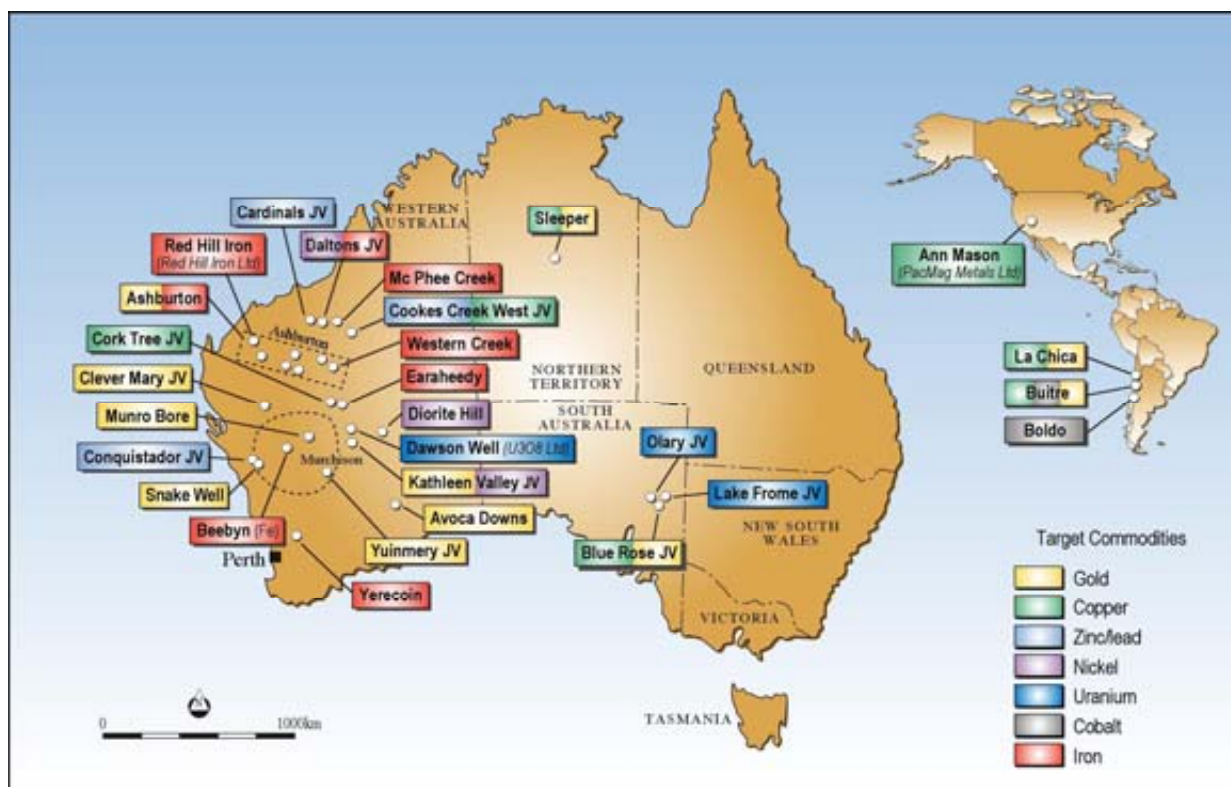 Cardinals JV
WESTERN
AUSTRALIA
Sleeper
Red Hill Iron
(Red Hill Iron Ltd)
Daltons JV
Ann Mason
(PacMag Metals Ltd)
Mc Phee Creek
Ashburton
Cookes Creek West JV
Cork Tree JV
Ashburton
Western Creek
La Chica
Clever Mary JV
Earaheedy
NORTHERN
TERRITORY
QUEENSLAND
Buitre
Munro Bore
Diorite Hill
SOUTH
AUSTRALIA
Boldo
Conquistador JV
Murchison
Dawson Well (U3O8 Ltd)
Olary JV
Snake Well
Kathleen Valley JV
Lake Frome JV
Beebyn (Fe)
Avoca Downs
NEW SOUTH
WALES
Perth
Yuinmery JV
Blue Rose JV
Yerecoin
VICTORIA
TASMANIA
0 1000km
Target Commodities
Gold
Copper
Zinc/lead
Nickel
Uranium
Cobalt
Iron